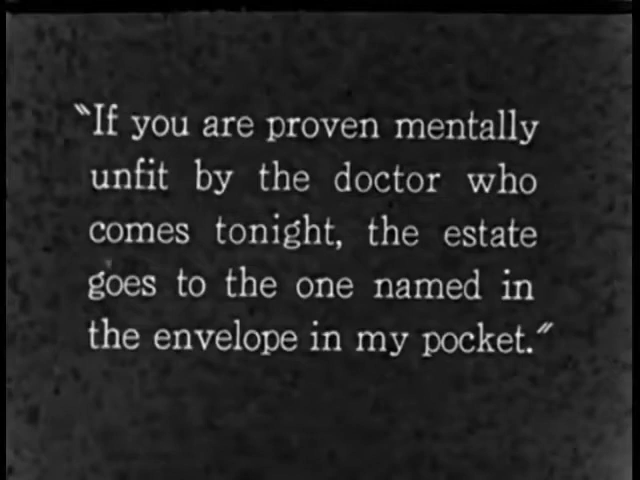 "If you are proven mentally
unfit by the doctor who
comes tonight, the estate
goes to the one named in
the envelope in my pocket."